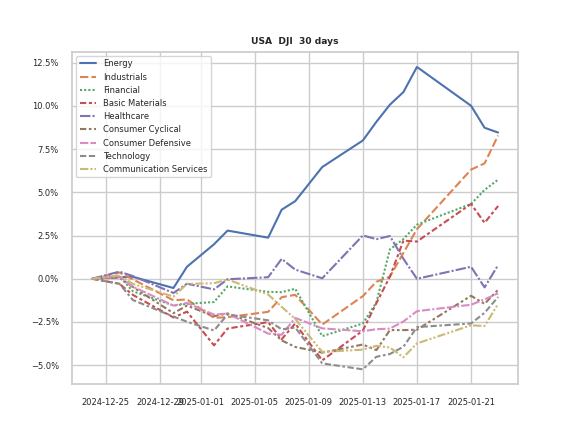 USA DJI 30 days
12.5%
10.0%
7.5%
5.0%
2.5%
0.0%
−2.5%
−5.0%
Energy
Industrials
Financial
Basic Materials
Healthcare
Consumer Cyclical
Consumer Defensive
Technology
Communication Services
2024-12-25 2024-12-29 2025-01-01 2025-01-05 2025-01-09 2025-01-13 2025-01-17 2025-01-21